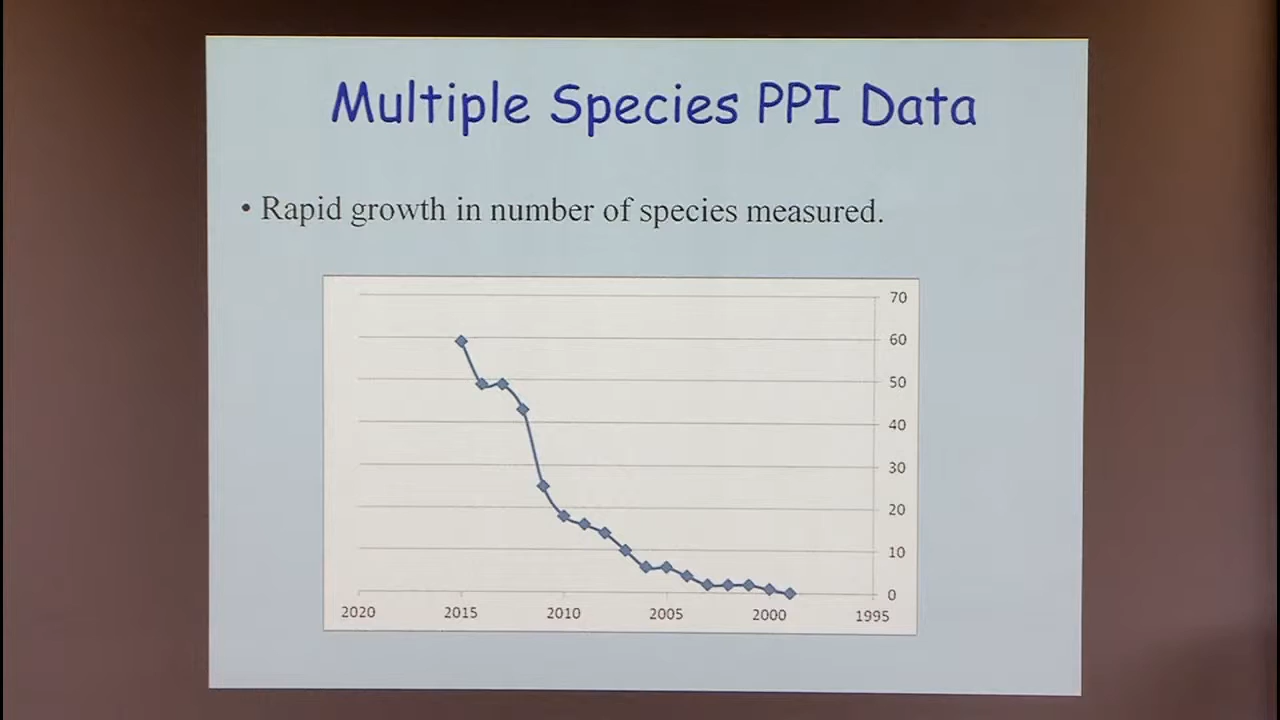 Multiple Species PPI Data
• Rapid growth in number of species measured.
70
60
50
40
30
20
10
0
2020 2015 2010 2005 2000 1995